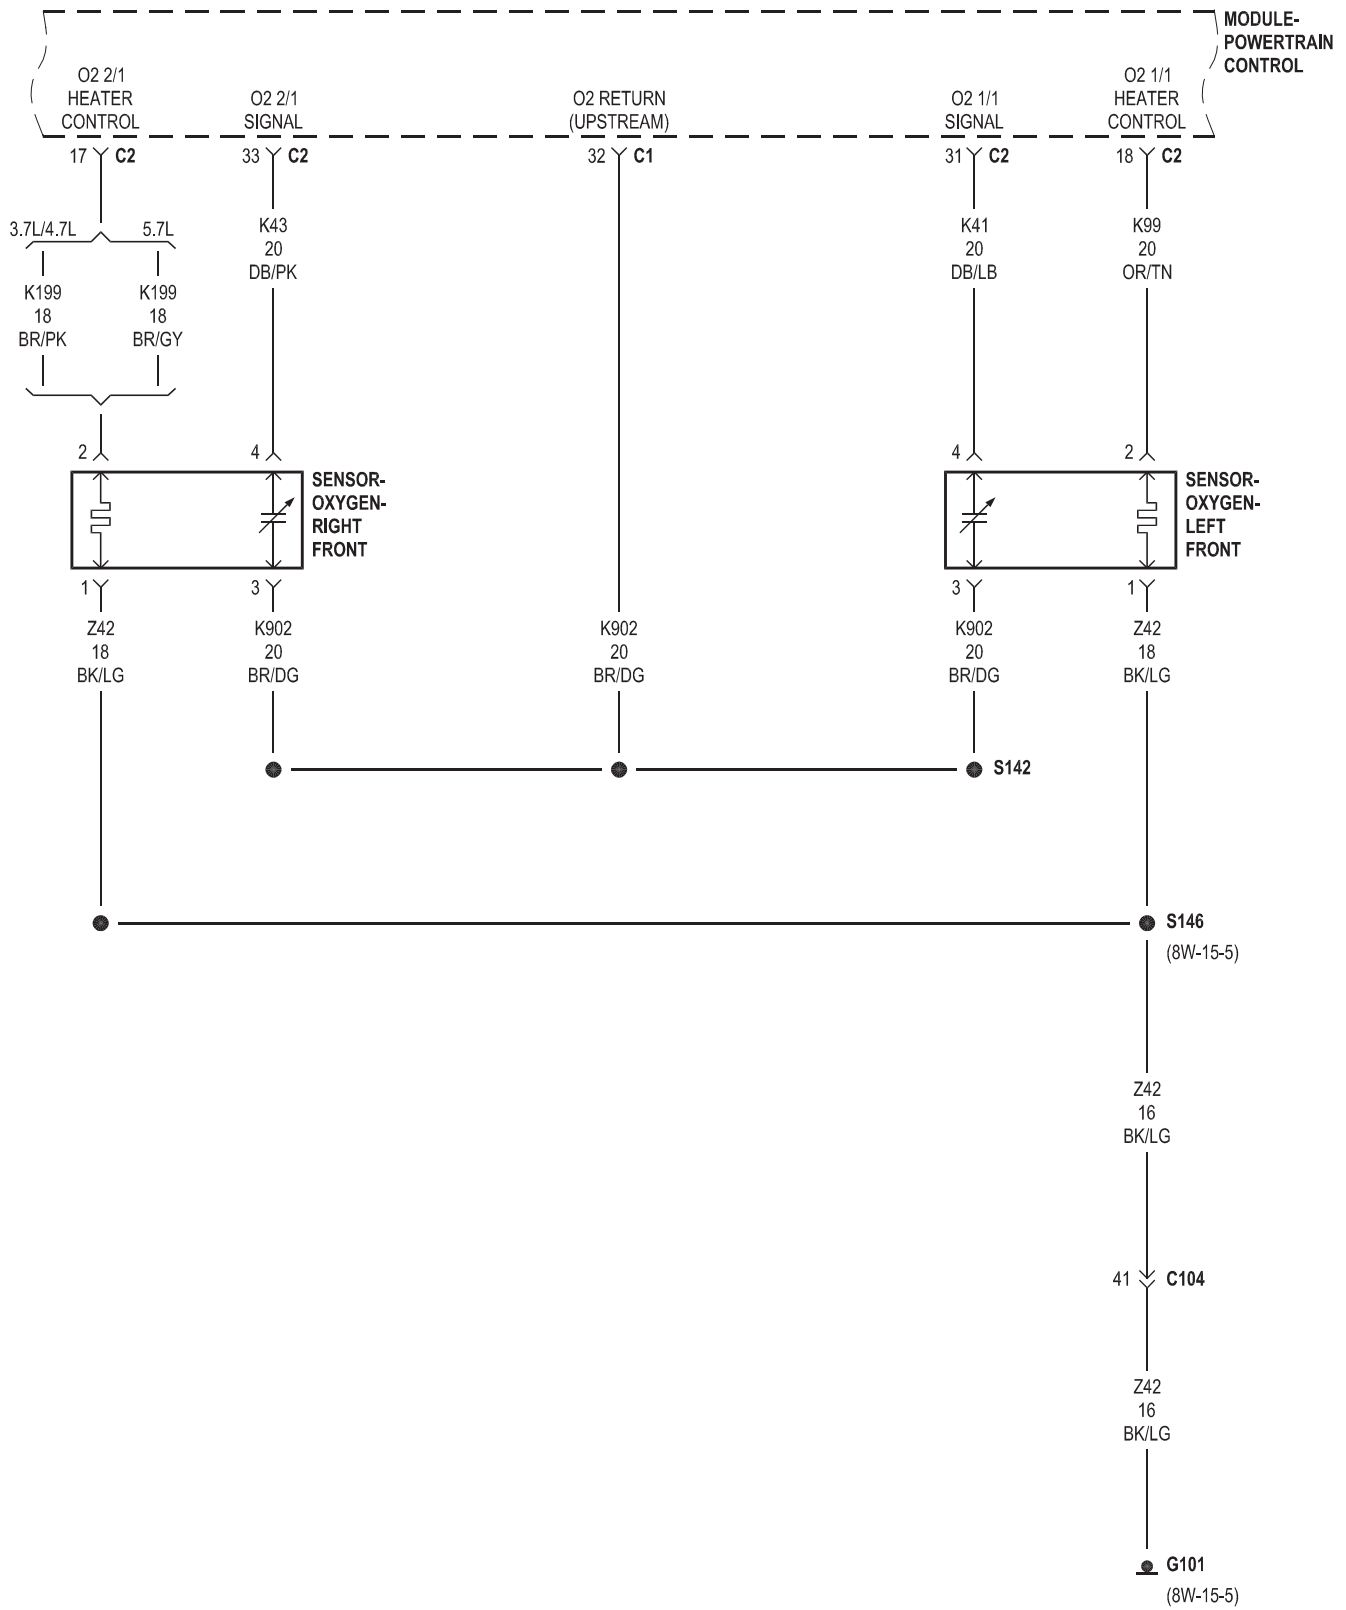 MODULE-
POWERTRAIN
CONTROL
O2 2/1
HEATER
CONTROL
O2 2/1
SIGNAL
O2 RETURN
(UPSTREAM)
O2 1/1
SIGNAL
O2 1/1
HEATER
CONTROL
17 C2
33 C2
32 C1
31 C2
18 C2
3.7L/4.7L
5.7L
K199
18
BR/PK
K199
18
BR/GY
K43
20
DB/PK
K41
20
DB/LB
K99
20
OR/TN
2
4
4
2
SENSOR-
OXYGEN-
RIGHT
FRONT
SENSOR-
OXYGEN-
LEFT
FRONT
1
3
3
1
Z42
18
BK/LG
K902
20
BR/DG
K902
20
BR/DG
K902
20
BR/DG
Z42
18
BK/LG
S142
S146
(8W-15-5)
Z42
16
BK/LG
41 C104
Z42
16
BK/LG
G101
(8W-15-5)